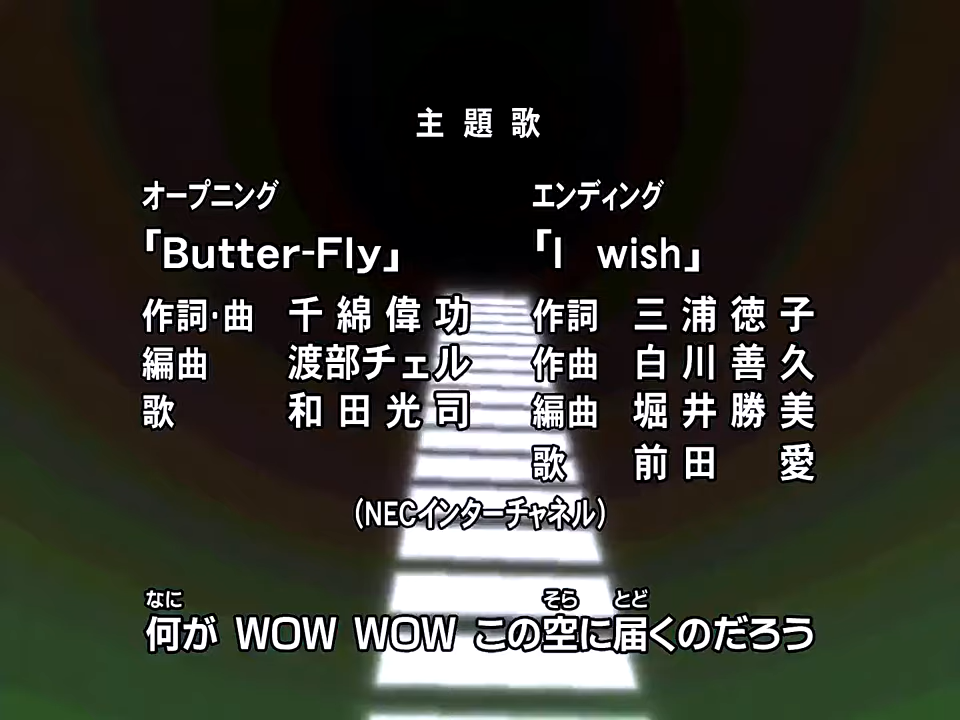 主題歌
オープニング
「Butter-Fly」
作詞・曲 千綿偉功
編曲 渡部チェル
歌 和田光司
エンディング
「I wish」
作詞 三浦徳子
作曲 白川善久
編曲 堀井勝美
歌 前田 愛
(NECインターチャネル)
なに そら とど
何が WOW WOW この空に届くのだろう